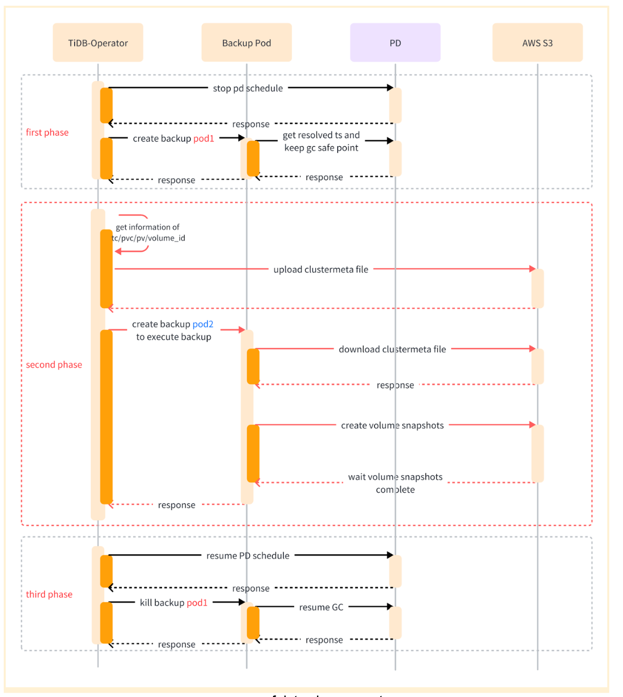 TiDB-Operator
Backup Pod
PD
AWS S3
first phase
stop pd schedule
response
create backup pod1
get resolved ts and
keep gc safe point
response
response
second phase
get information of
tc/pvc/pv/volume_id
upload clustermeta file
create backup pod2
to execute backup
download clustermeta file
response
create volume snapshots
wait volume snapshots
complete
response
third phase
resume PD schedule
response
kill backup pod1
resume GC
response
response